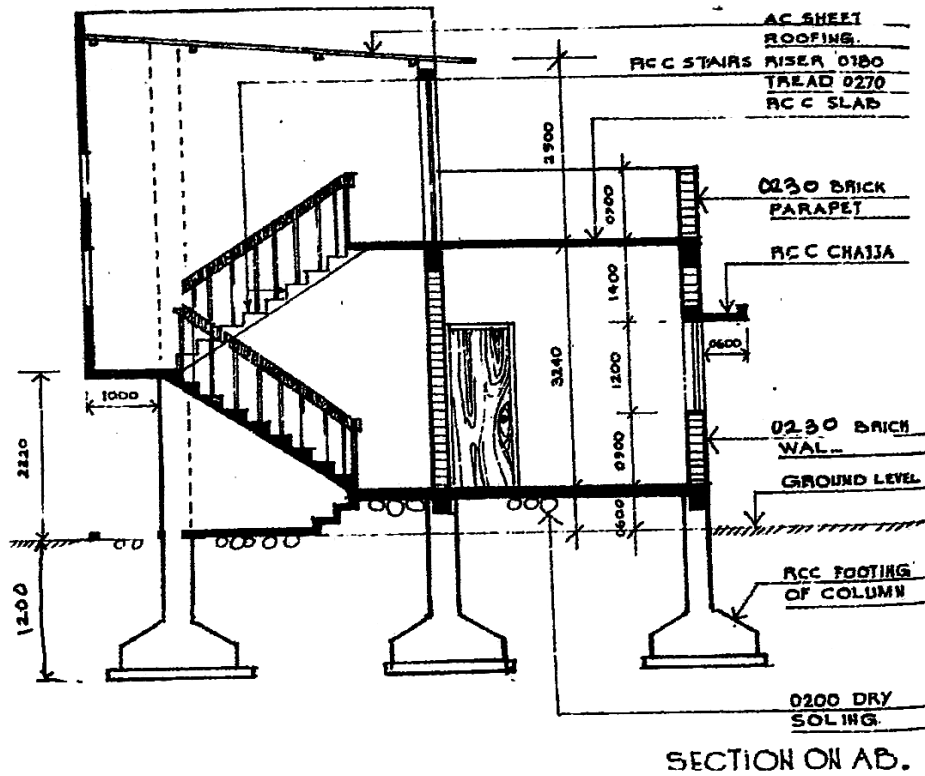 AC SHEET
ROOFING.
RCC STAIRS RISER 0180
TREAD 0270
RCC SLAB
2900
0230 BRICK
PARAPET
0900
RCC CHAJJA
1400
0600
3240
1200
1000
2220
0230 BRICK
WAL
0900
GROUND LEVEL
0600
1200
RCC FOOTING
OF COLUMN
0200 DRY
SOLING.
SECTION ON AB.